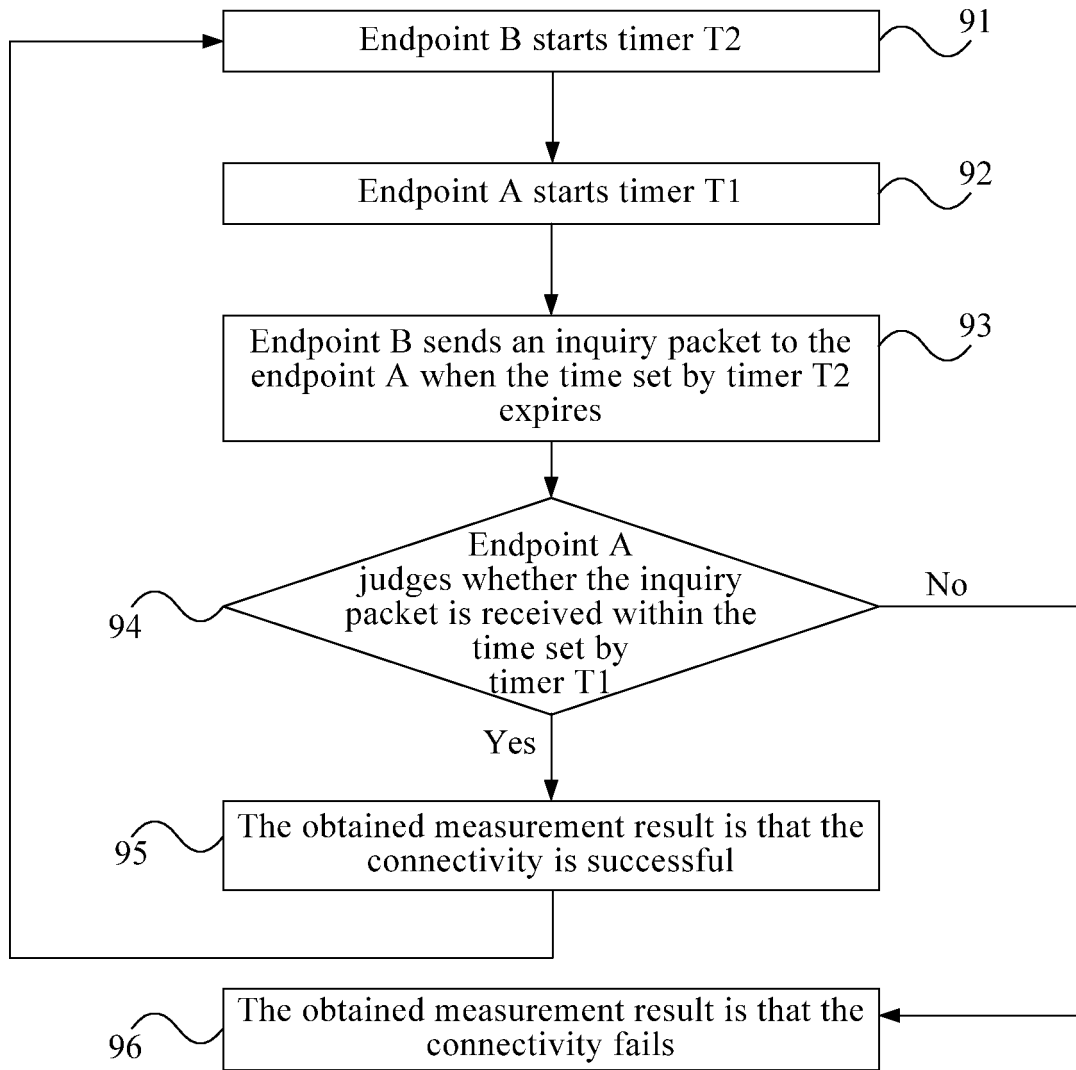 Endpoint B starts timer T2
91
Endpoint A starts timer T1
92
Endpoint B sends an inquiry packet to the
endpoint A when the time set by timer T2
expires
93
Endpoint A
judges whether the inquiry
packet is received within the
time set by
timer T1
94
No
Yes
The obtained measurement result is that the
connectivity is successful
95
The obtained measurement result is that the
connectivity fails
96